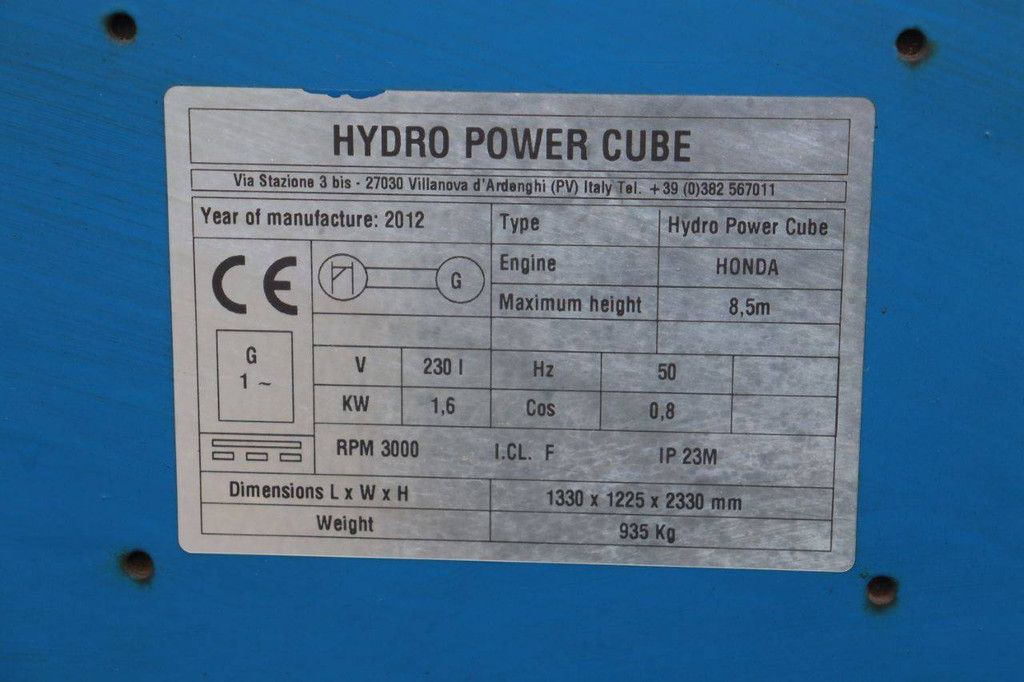 HYDRO POWER CUBE
Via Stazione 3 bis - 27030 Villanova d'Ardenghi (PV) Italy Tel. +39 (0)382 567011
Year of manufacture: 2012 Type Hydro Power Cube
CE G Engine HONDA
Maximum height 8,5m
G
1 ~
V 230 I Hz 50
KW 1,6 Cos 0,8
RPM 3000 I.CL. F IP 23M
Dimensions L x W x H 1330 x 1225 x 2330 mm
Weight 935 Kg